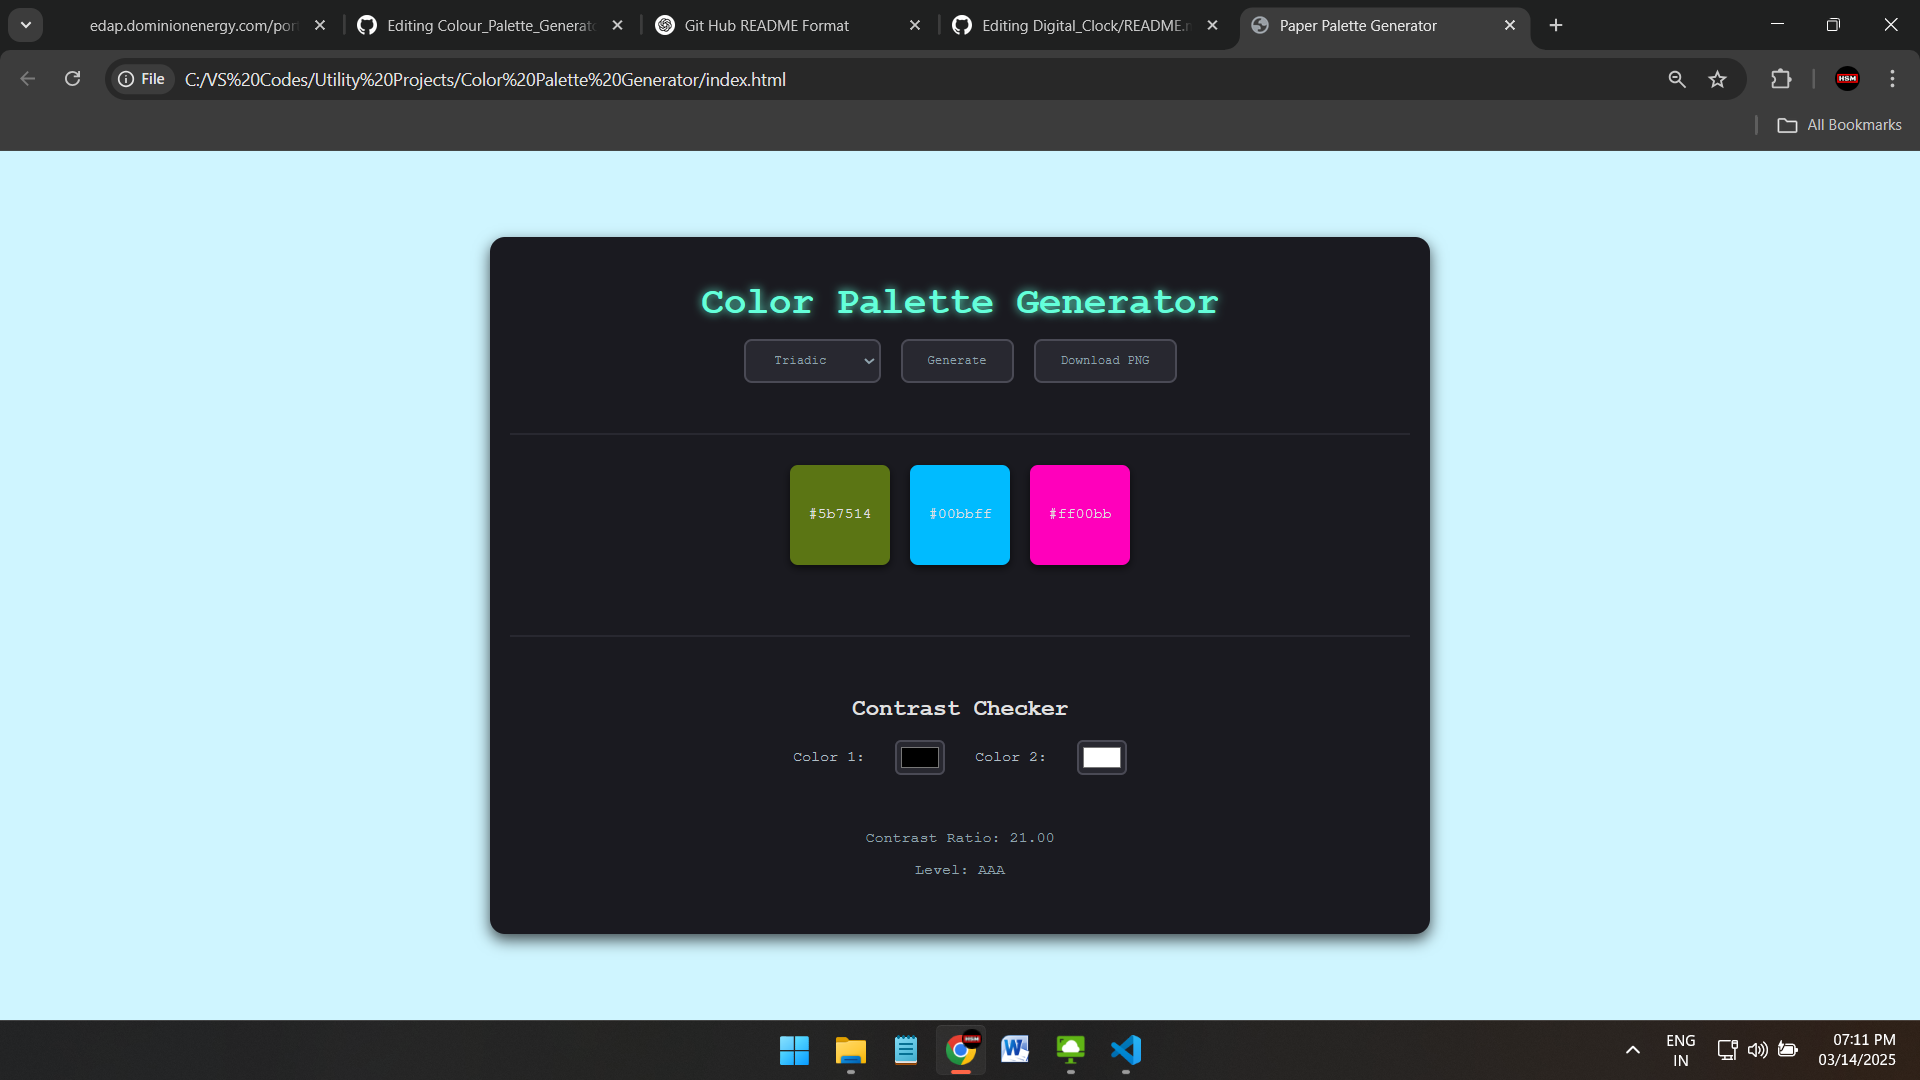 edap.dominionenergy.com/por
Editing Colour_Palette_Generato
Git Hub README Format
Editing Digital_Clock/README.m
Paper Palette Generator
File
C:/VS%20Codes/Utility%20Projects/Color%20Palette%20Generator/index.html
HSM
All Bookmarks
Color Palette Generator
Triadic
Generate
Download PNG
#5b7514
#00bbff
#ff00bb
Contrast Checker
Color 1:
Color 2:
Contrast Ratio: 21.00
Level: AAA
HSM
W
ENG
IN
07:11 PM
03/14/2025